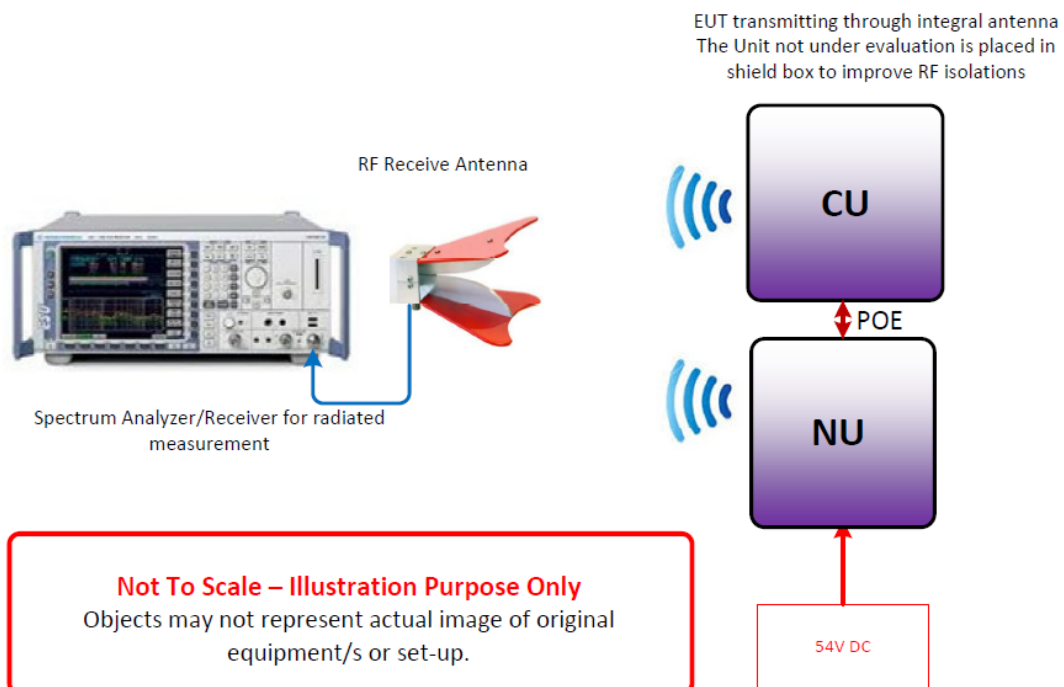 EUT transmitting through integral antenna
The Unit not under evaluation is placed in
shield box to improve RF isolations
RF Receive Antenna
CU
POE
Spectrum Analyzer/Receiver for radiated
measurement
NU
Not To Scale – Illustration Purpose Only
Objects may not represent actual image of original
equipment/s or set-up.
54V DC